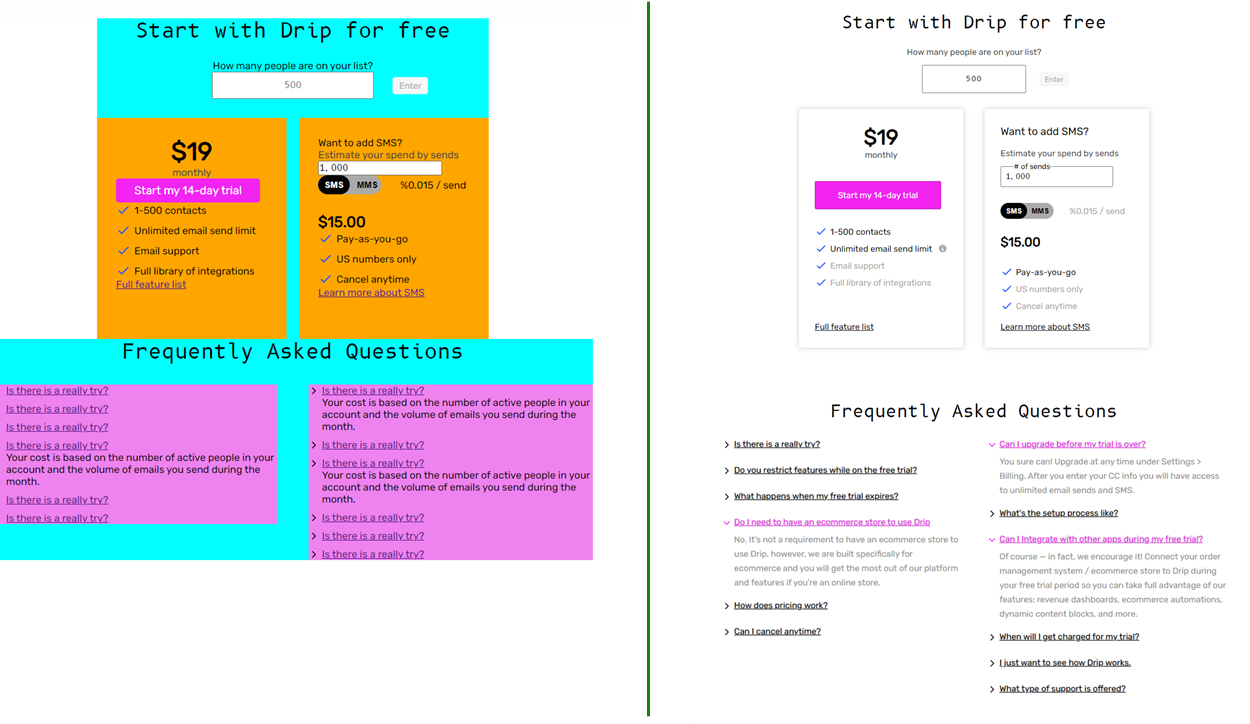 Start with Drip for free
How many people are on your list?
500
Enter
$19
monthly
Start my 14-day trial
1-500 contacts
Unlimited email send limit
Email support
Full library of integrations
Full feature list
Want to add SMS?
Estimate your spend by sends
1,000
SMS MMS %0.015 / send
$15.00
Pay-as-you-go
US numbers only
Cancel anytime
Learn more about SMS
Frequently Asked Questions
Is there is a really try?
Is there is a really try?
Is there is a really try?
Is there is a really try?
Your cost is based on the number of active people in your
account and the volume of emails you send during the
month.
Is there is a really try?
Is there is a really try?
Is there is a really try?
Your cost is based on the number of active people in your
account and the volume of emails you send during the
month.
Is there is a really try?
Is there is a really try?
Your cost is based on the number of active people in your
account and the volume of emails you send during the
month.
Is there is a really try?
Is there is a really try?
Is there is a really try?
Start with Drip for free
How many people are on your list?
500
Enter
$19
monthly
Start my 14-day trial
1-500 contacts
Unlimited email send limit
Email support
Full library of integrations
Full feature list
Want to add SMS?
Estimate your spend by sends
# of sends
1,000
SMS MMS %0.015 / send
$15.00
Pay-as-you-go
US numbers only
Cancel anytime
Learn more about SMS
Frequently Asked Questions
Is there is a really try?
Do you restrict features while on the free trial?
What happens when my free trial expires?
Do I need to have an ecommerce store to use Drip
No. It's not a requirement to have an ecommerce store to
use Drip, however, we are built specifically for
ecommerce and you will get the most out of our platform
and features if you're an online store.
How does pricing work?
Can I cancel anytime?
Can I upgrade before my trial is over?
You sure can! Upgrade at any time under Settings >
Billing. After you enter your CC info you will have access
to unlimited email sends and SMS.
What's the setup process like?
Can I Integrate with other apps during my free trial?
Of course — in fact, we encourage it! Connect your order
management system / ecommerce store to Drip during
your free trial period so you can take full advantage of our
features: revenue dashboards, ecommerce automations,
dynamic content blocks, and more.
When will I get charged for my trial?
I just want to see how Drip works.
What type of support is offered?